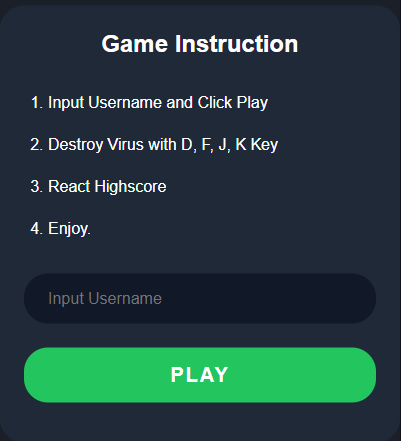 Game Instruction
1. Input Username and Click Play
2. Destroy Virus with D, F, J, K Key
3. React Highscore
4. Enjoy.
Input Username
PLAY